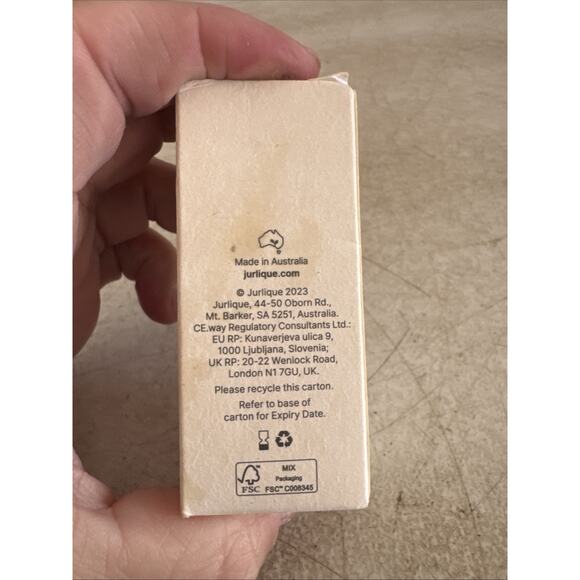 Made in Australia
jurlique.com
© Jurlique 2023
Jurlique, 44-50 Oborn Rd.,
Mt. Barker, SA 5251, Australia.
CE.way Regulatory Consultants Ltd.:
EU RP: Kunaverjeva ulica 9,
1000 Ljubljana, Slovenia;
UK RP: 20-22 Wenlock Road,
London N1 7GU, UK.
Please recycle this carton.
Refer to base of
carton for Expiry Date.
MIX
Packaging
FSC FSC™ C008345